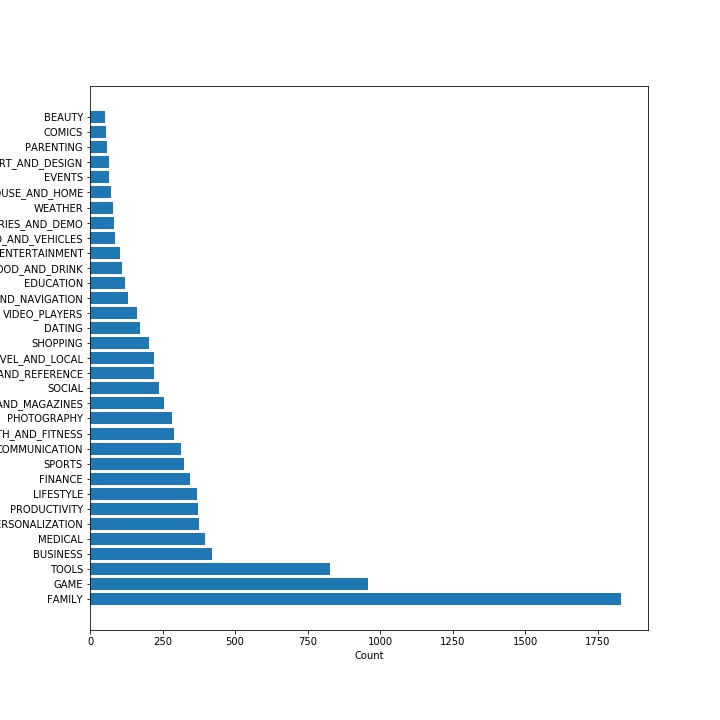 BEAUTY
COMICS
PARENTING
RT_AND_DESIGN
EVENTS
OUSE_AND_HOME
WEATHER
RIES_AND_DEMO
O_AND_VEHICLES
ENTERTAINMENT
OOD_AND_DRINK
EDUCATION
ND_NAVIGATION
VIDEO_PLAYERS
DATING
SHOPPING
VEL_AND_LOCAL
AND_REFERENCE
SOCIAL
AND_MAGAZINES
PHOTOGRAPHY
TH_AND_FITNESS
COMMUNICATION
SPORTS
FINANCE
LIFESTYLE
PRODUCTIVITY
ERSONALIZATION
MEDICAL
BUSINESS
TOOLS
GAME
FAMILY
0 250 500 750 1000 1250 1500 1750
Count